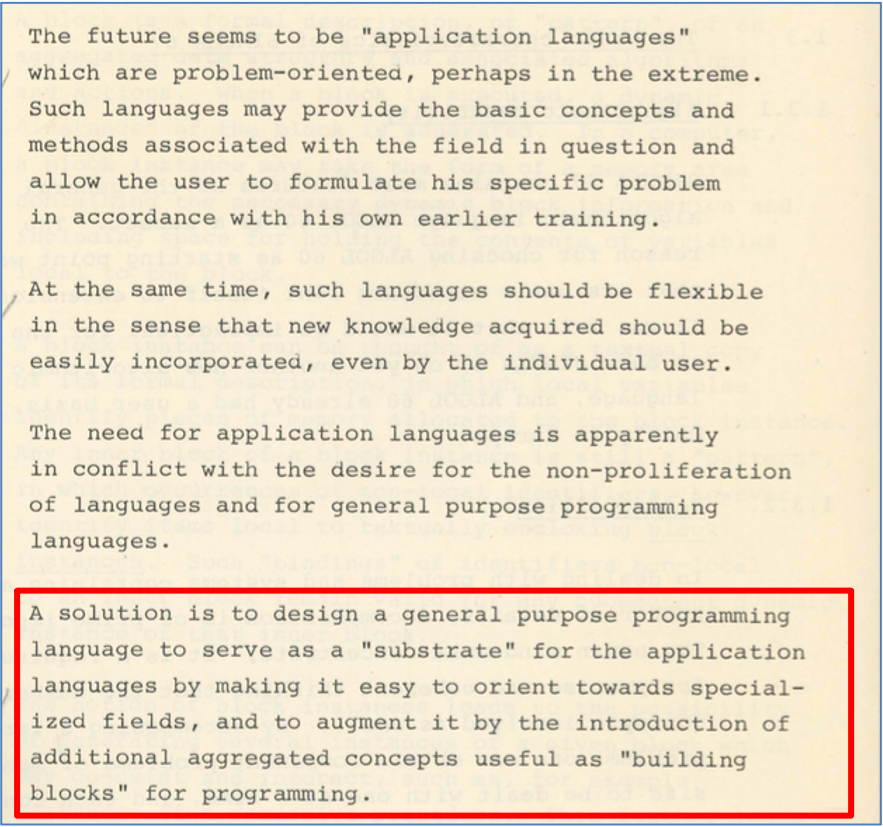 The future seems to be "application languages"
which are problem-oriented, perhaps in the extreme.
Such languages may provide the basic concepts and
methods associated with the field in question and
allow the user to formulate his specific problem
in accordance with his own earlier training.
At the same time, such languages should be flexible
in the sense that new knowledge acquired should be
easily incorporated, even by the individual user.
The need for application languages is apparently
in conflict with the desire for the non-proliferation
of languages and for general purpose programming
languages.
A solution is to design a general purpose programming
language to serve as a "substrate" for the application
languages by making it easy to orient towards special-
ized fields, and to augment it by the introduction of
additional aggregated concepts useful as "building
blocks" for programming.